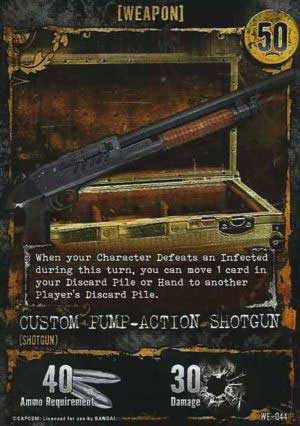 [WEAPON]
50
When your Character Defeats an Infected
during this turn, you can move 1 card in
your Discard Pile or Hand to another
Player's Discard Pile.
CUSTOM PUMP-ACTION SHOTGUN
(SHOTGUN)
40
Ammo Requirement
30
Damage
©CAPCOM: Licensed for use by BANDAI
WE-044